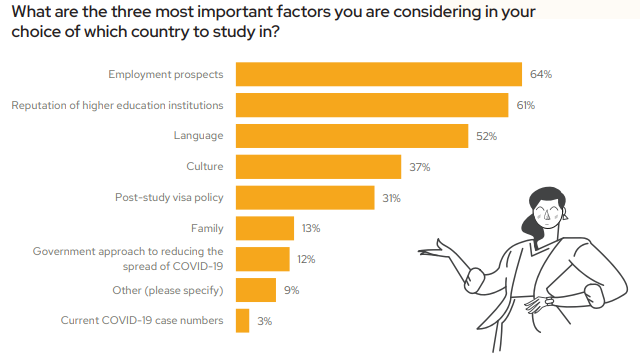 What are the three most important factors you are considering in your
choice of which country to study in?
Employment prospects 64%
Reputation of higher education institutions 61%
Language 52%
Culture 37%
Post-study visa policy 31%
Family 13%
Government approach to reducing the
spread of COVID-19 12%
Other (please specify) 9%
Current COVID-19 case numbers 3%